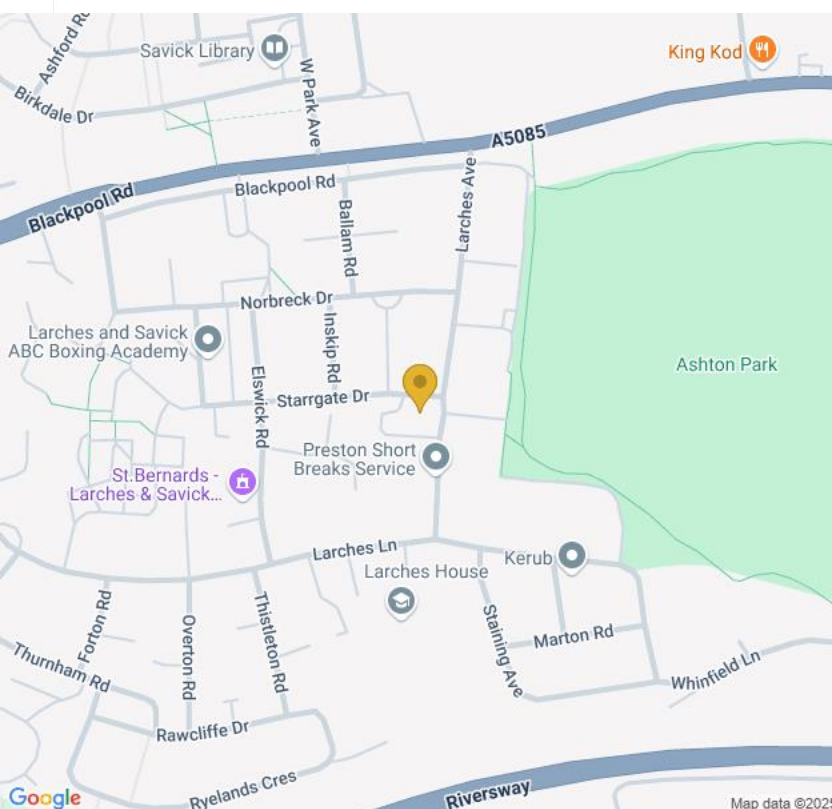 Ashford Rd
Savick Library
W Park Ave
King Kod
Birkdale Dr
A5085
Blackpool Rd
Blackpool Rd
Larches Ave
Ballam Rd
Norbreck Dr
Larches and Savick
ABC Boxing Academy
Inskip Rd
Ashton Park
Elswick Rd
Starrgate Dr
Preston Short
Breaks Service
St.Bernards -
Larches & Savick...
Larches Ln
Kerub
Larches House
Forton Rd
Overton Rd
Thistleton Rd
Staining Ave
Marton Rd
Thurnham Rd
Whinfield Ln
Rawcliffe Dr
Ryelands Cres
Riversway
Google
Map data ©202